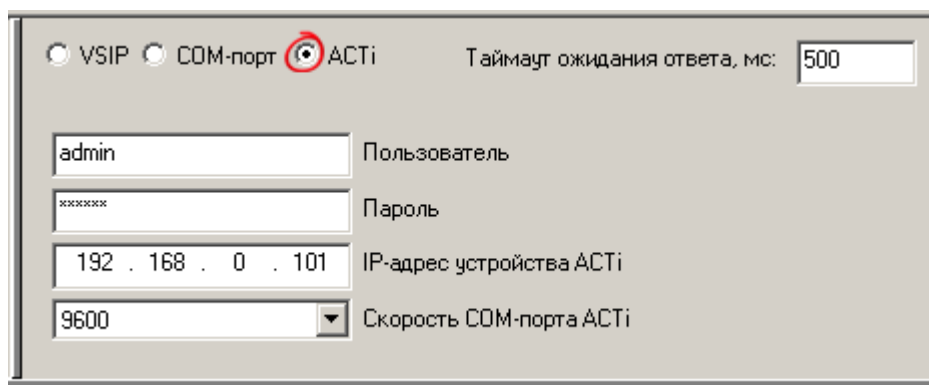 VSIP COM-порт ACTi Таймаут ожидания ответа, мс: 500
admin Пользователь
xxxxxx Пароль
192 . 168 . 0 . 101 IP-адрес устройства ACTi
9600 Скорость COM-порта ACTi